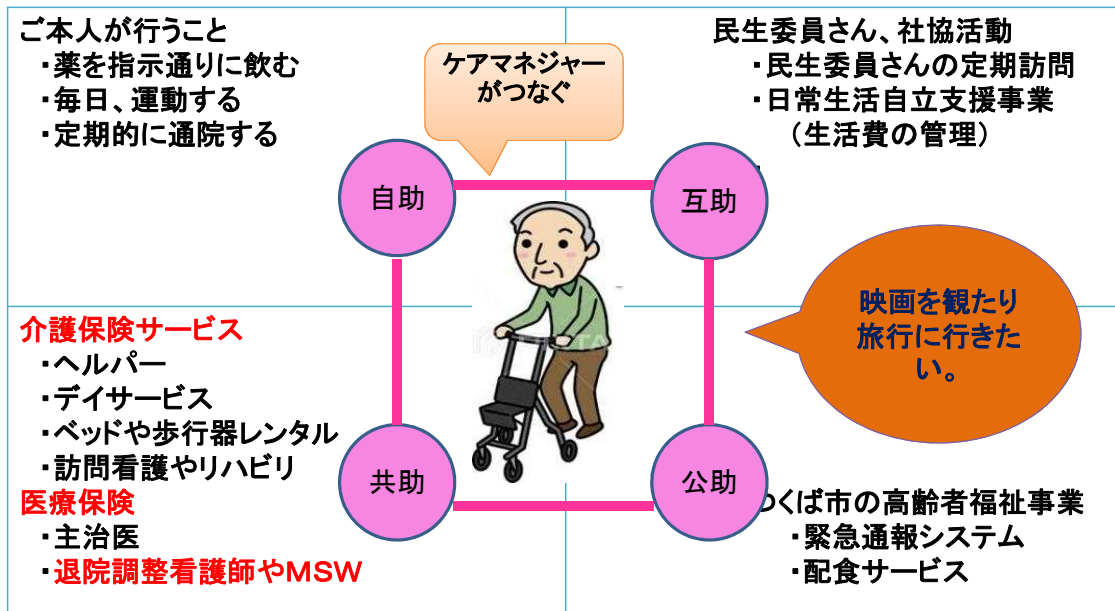 ご本人が行うこと
・薬を指示通りに飲む
・毎日、運動する
・定期的に通院する
ケアマネジャー
がつなぐ
民生委員さん、社協活動
・民生委員さんの定期訪問
・日常生活自立支援事業
（生活費の管理）
自助
互助
映画を観たり
旅行に行きた
い。
介護保険サービス
・ヘルパー
・デイサービス
・ベッドや歩行器レンタル
・訪問看護やリハビリ
医療保険
・主治医
・退院調整看護師やMSW
共助
公助
つくば市の高齢者福祉事業
・緊急通報システム
・配食サービス